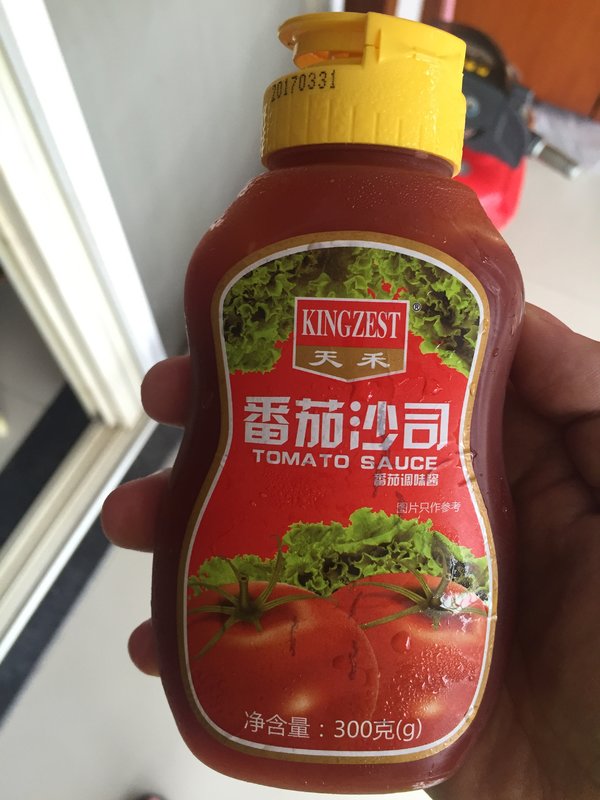 20170331
KINGZEST®
天禾
番茄沙司
TOMATO SAUCE
番茄调味酱
图片只作参考
净含量：300克(g)